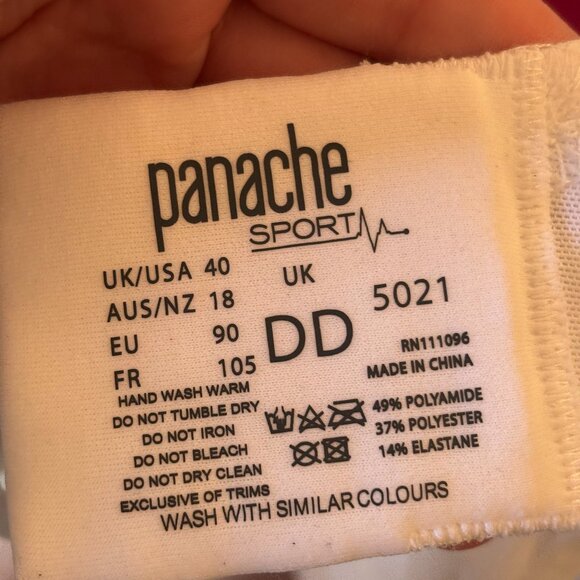 panache
SPORT
UK/USA 40
AUS/NZ 18
EU 90
FR 105
UK
DD
5021
RN111096
MADE IN CHINA
HAND WASH WARM
DO NOT TUMBLE DRY
DO NOT IRON
DO NOT BLEACH
DO NOT DRY CLEAN
EXCLUSIVE OF TRIMS
49% POLYAMIDE
37% POLYESTER
14% ELASTANE
WASH WITH SIMILAR COLOURS